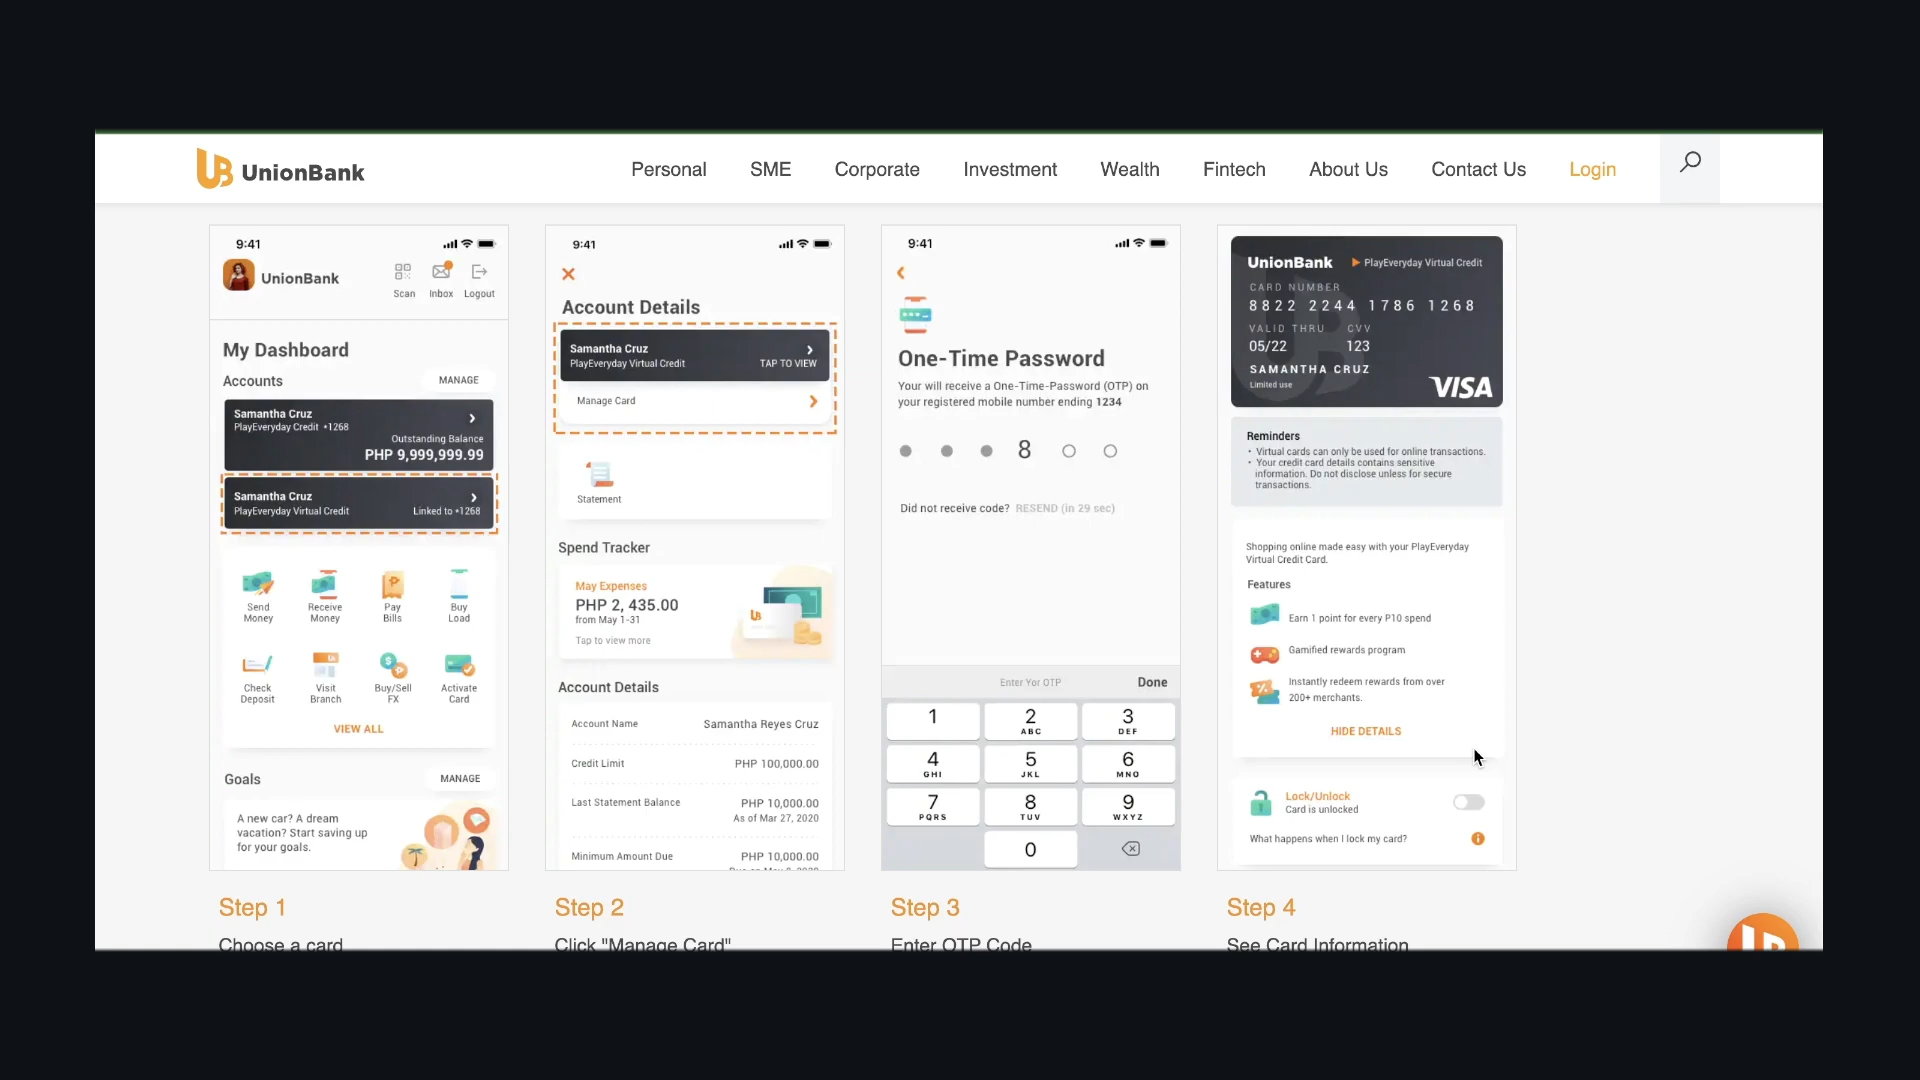 UnionBank
Personal SME Corporate Investment Wealth Fintech About Us Contact Us Login
9:41
UnionBank
Scan Inbox Logout
My Dashboard
Accounts MANAGE
Samantha Cruz
PlayEveryday Credit •1268
Outstanding Balance
PHP 9,999,999.99
Samantha Cruz
PlayEveryday Virtual Credit Linked to •1268
Send Money
Receive Money
Pay Bills
Buy Load
Check Deposit
Visit Branch
Buy/Sell FX
Activate Card
VIEW ALL
Goals MANAGE
A new car? A dream
vacation? Start saving up
for your goals.
Step 1
Choose a card
9:41
Account Details
Samantha Cruz
PlayEveryday Virtual Credit TAP TO VIEW
Manage Card
Statement
Spend Tracker
May Expenses
PHP 2, 435.00
from May 1-31
Tap to view more
Account Details
Account Name Samantha Reyes Cruz
Credit Limit PHP 100,000.00
Last Statement Balance PHP 10,000.00
As of Mar 27, 2020
Minimum Amount Due PHP 10,000.00
Step 2
Click "Manage Card"
9:41
One-Time Password
Your will receive a One-Time-Password (OTP) on
your registered mobile number ending 1234
8
Did not receive code? RESEND (in 29 sec)
Enter Yor OTP Done
1 2 3
ABC DEF
4 5 6
GHI JKL MNO
7 8 9
PQRS TUV WXYZ
0
Step 3
Enter OTP Code
UnionBank PlayEveryday Virtual Credit
CARD NUMBER
8822 2244 1786 1268
VALID THRU CVV
05/22 123
SAMANTHA CRUZ
Limited use
VISA
Reminders
• Virtual cards can only be used for online transactions.
• Your credit card details contains sensitive
information. Do not disclose unless for secure
transactions.
Shopping online made easy with your PlayEveryday
Virtual Credit Card.
Features
Earn 1 point for every P10 spend
Gamified rewards program
Instantly redeem rewards from over
200+ merchants.
HIDE DETAILS
Lock/Unlock
Card is unlocked
What happens when I lock my card?
Step 4
See Card Information